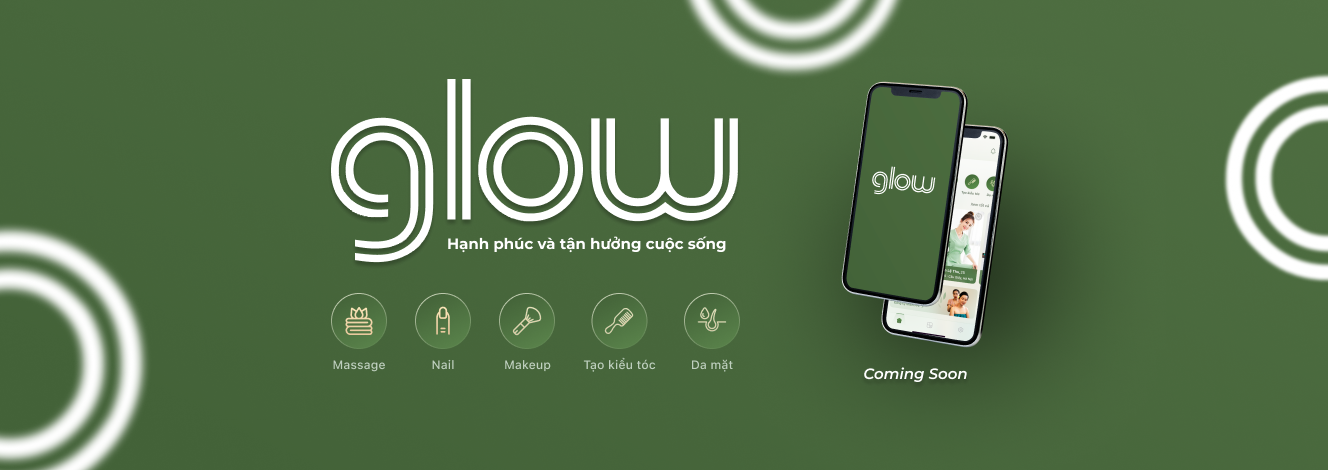 glow
Hạnh phúc và tận hưởng cuộc sống
Massage
Nail
Makeup
Tạo kiểu tóc
Da mặt
glow
Coming Soon